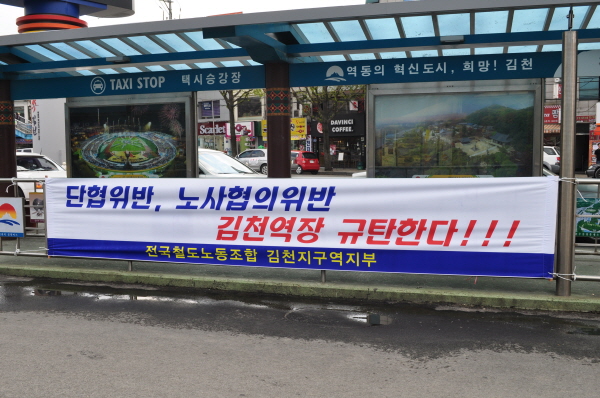 TAXI STOP 택시승강장
역동의 혁신도시, 희망! 김천
Scarlet
DAVINCI
COFFEE
단협위반, 노사협의위반
김천역장 규탄한다!!!
전국철도노동조합 김천지구역지부